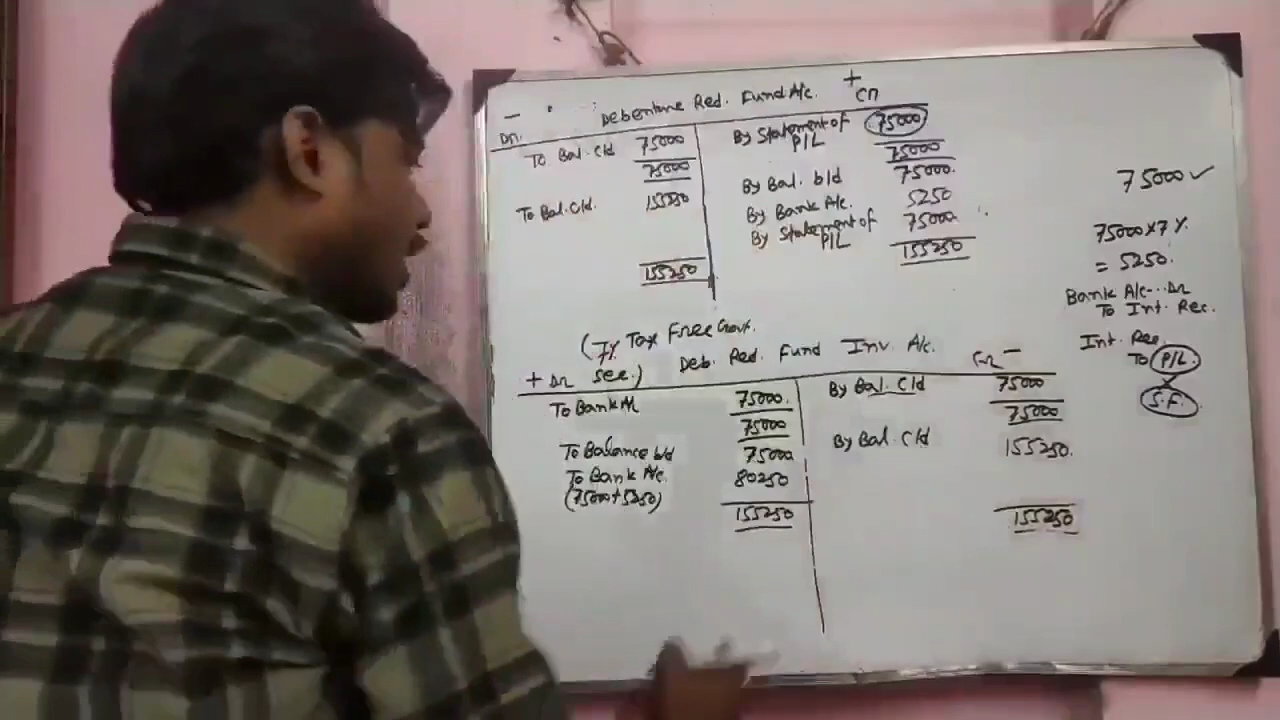 — Debenture Red. Fund A/c. +
Dr. Cr
To Bal. C/d 75000 By Statement of P/L 75000
75000 75000
To Bal. C/d. 155250 By Bal. b/d 75000.
By Bank A/c. 5250
By Statement of P/L 75000
155250 155250
(7% Tax Free Govt. Sec.) Deb. Red. Fund Inv. A/c.
+ Dr Cr —
To Bank A/c 75000. By Bal. C/d 75000
75000 75000
To Balance b/d 75000 By Bal. C/d 155250.
To Bank A/c. 80250
(75000+5250)
155250 155250
75000 ✓
75000 x 7%.
= 5250.
Bank A/c... Dr
To Int. Rec.
Int. Rec.
To P/L
S.F.